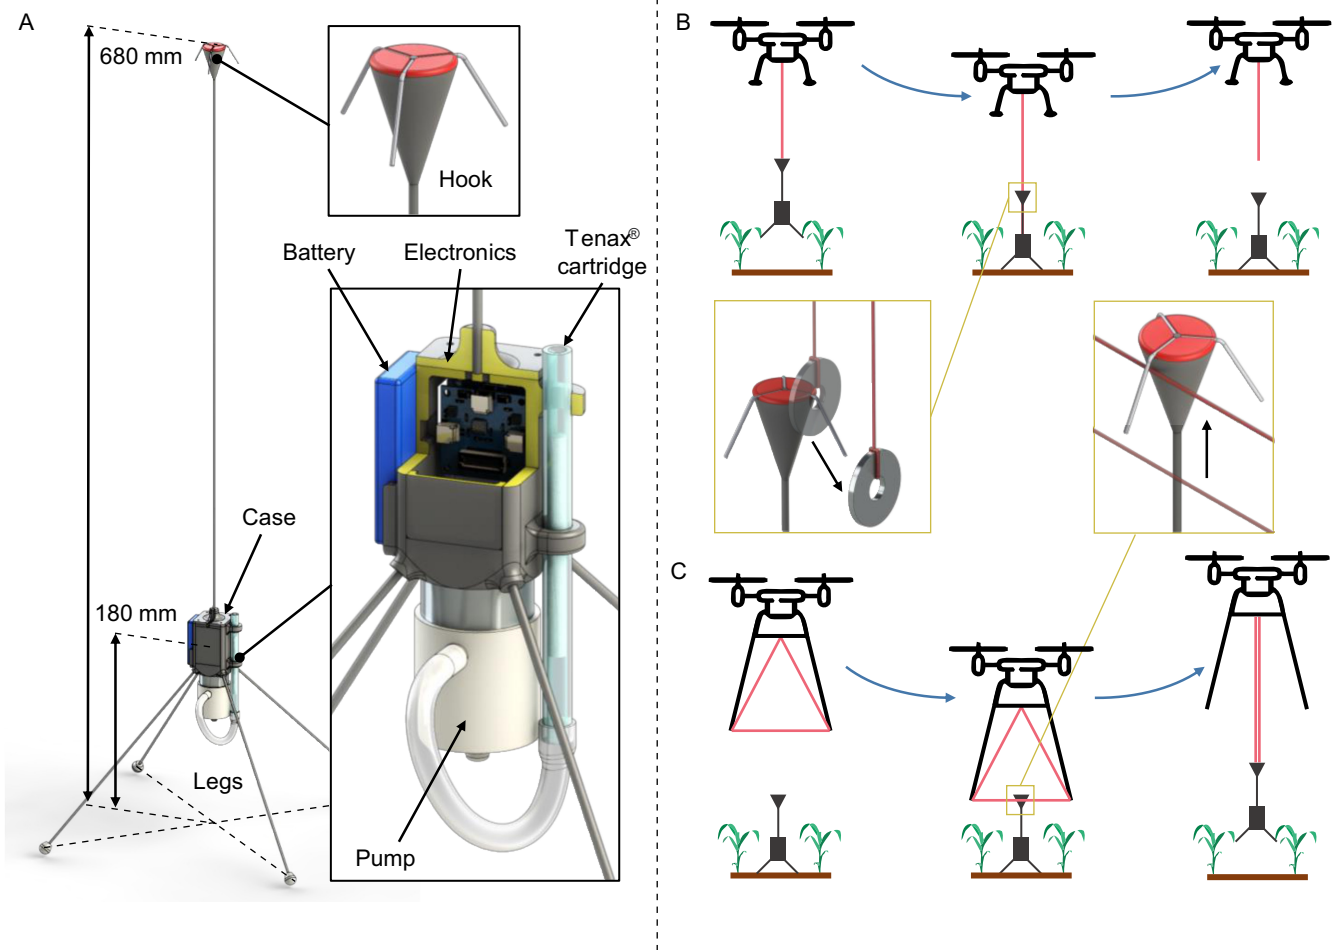 A
680 mm
Hook
Battery
Electronics
Tenax®
cartridge
Case
180 mm
Legs
Pump
B
C